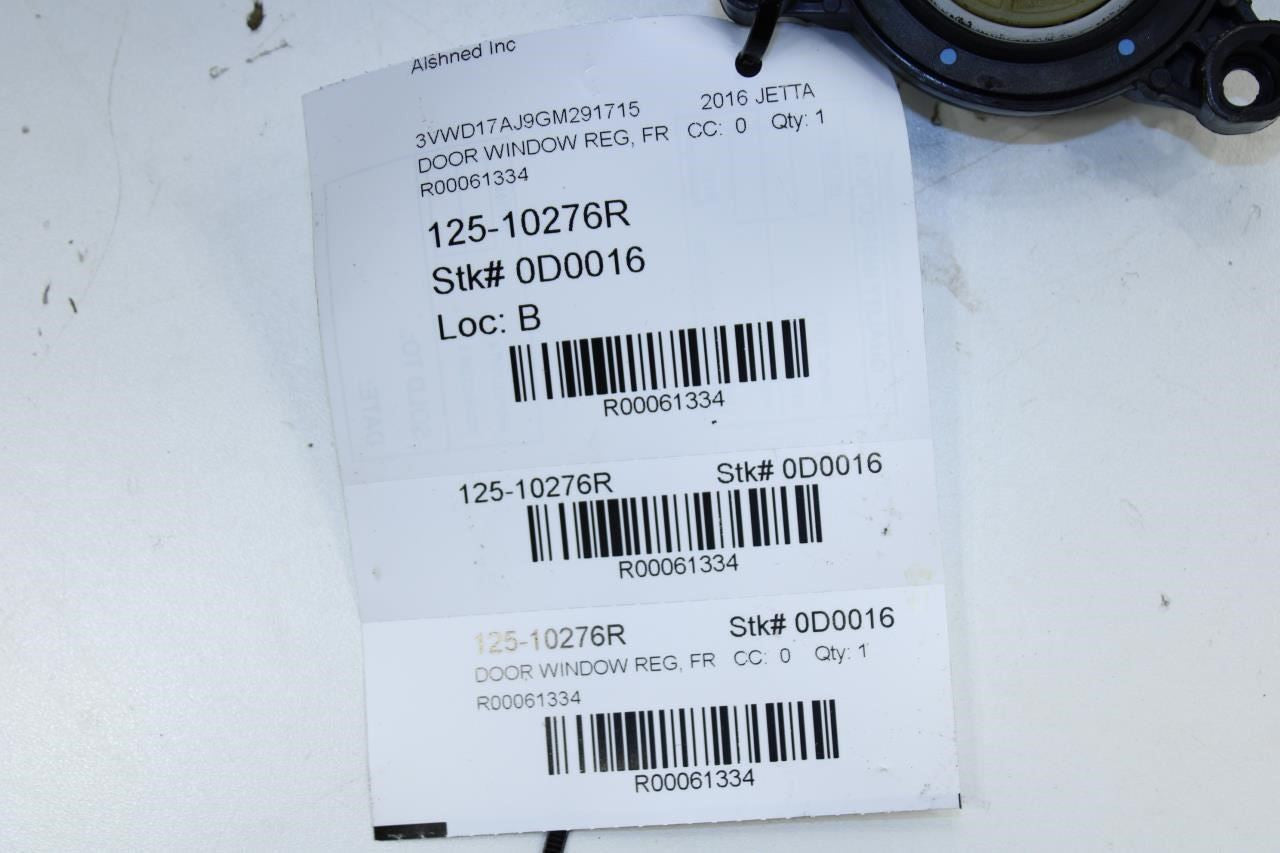 Alshned Inc
3VWD17AJ9GM291715 2016 JETTA
DOOR WINDOW REG, FR CC: 0 Qty: 1
R00061334
125-10276R
Stk# 0D0016
Loc: B
R00061334
125-10276R Stk# 0D0016
R00061334
125-10276R Stk# 0D0016
DOOR WINDOW REG, FR CC: 0 Qty: 1
R00061334
R00061334